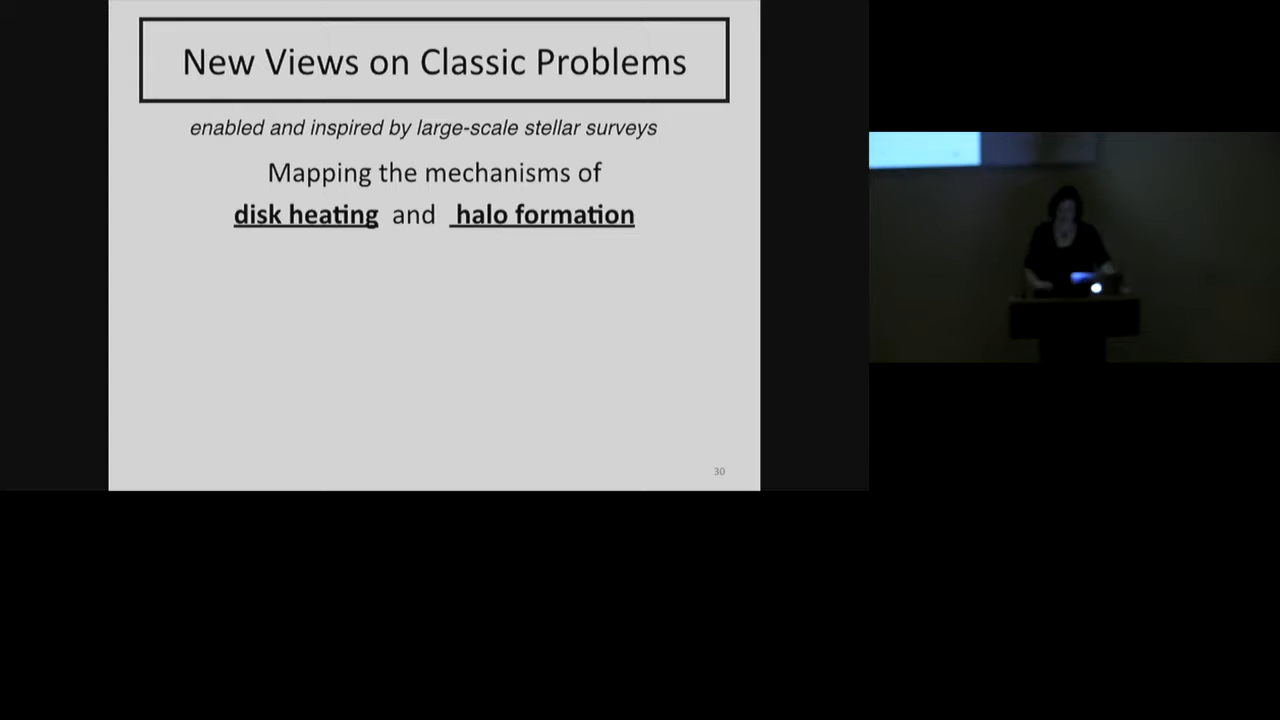 New Views on Classic Problems
enabled and inspired by large-scale stellar surveys
Mapping the mechanisms of
disk heating and halo formation
30